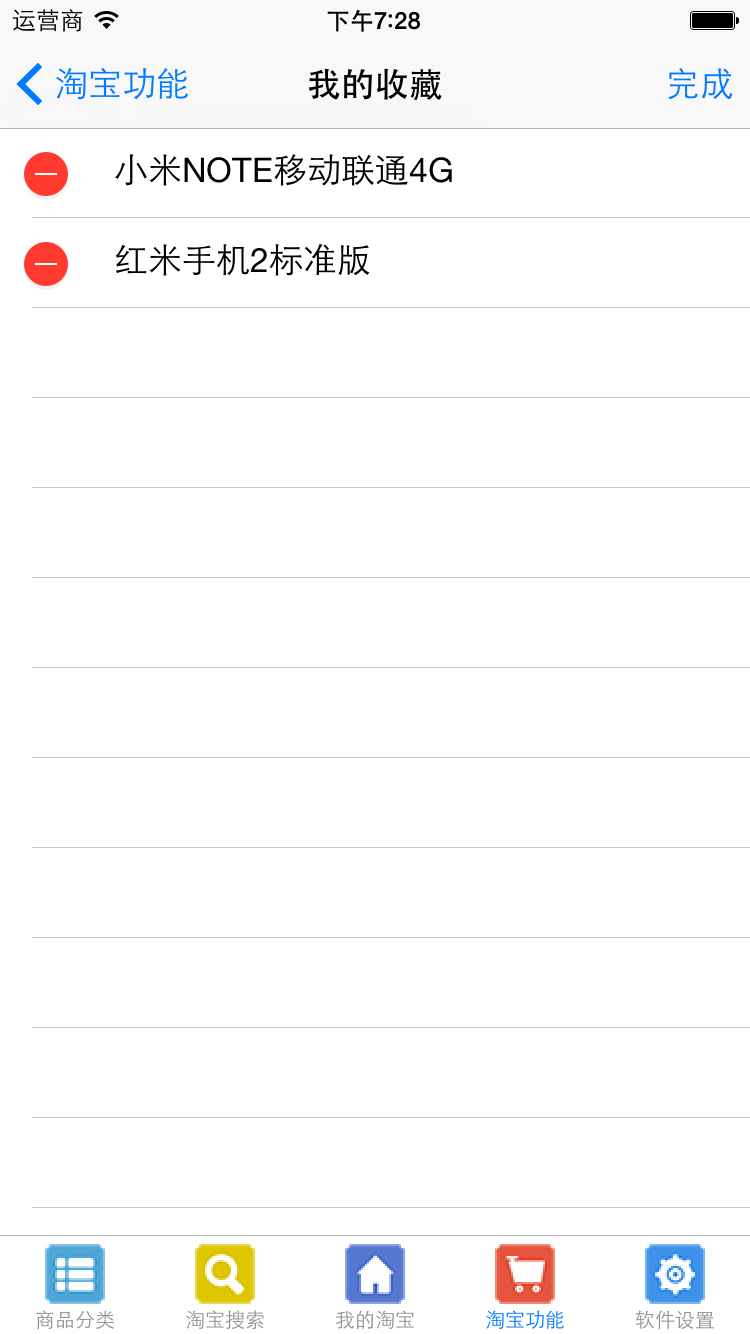 运营商 下午7:28
淘宝功能 我的收藏 完成
小米NOTE移动联通4G
红米手机2标准版
商品分类 淘宝搜索 我的淘宝 淘宝功能 软件设置